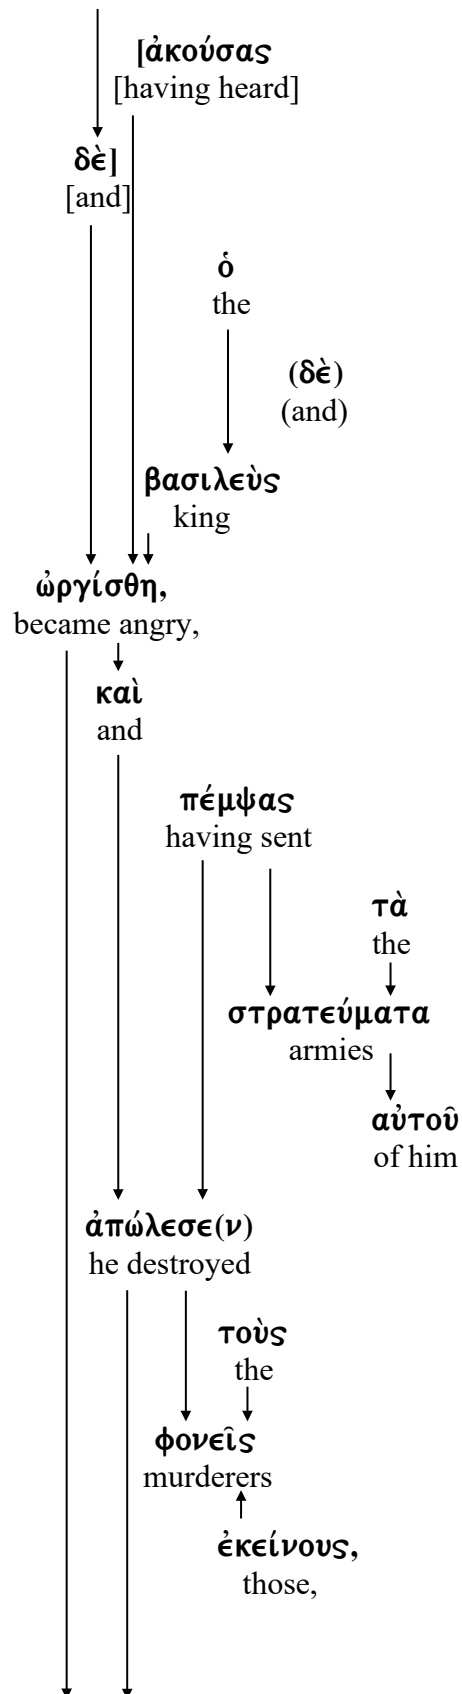 [ἀκούσας
[having heard]
δὲ]
[and]
ὁ
the
(δὲ)
(and)
βασιλεὺς
king
ὠργίσθη,
became angry,
καὶ
and
πέμψας
having sent
τὰ
the
στρατεύματα
armies
αὐτοῦ
of him
ἀπώλεσε(ν)
he destroyed
τοὺς
the
φονεῖς
murderers
ἐκείνους,
those,